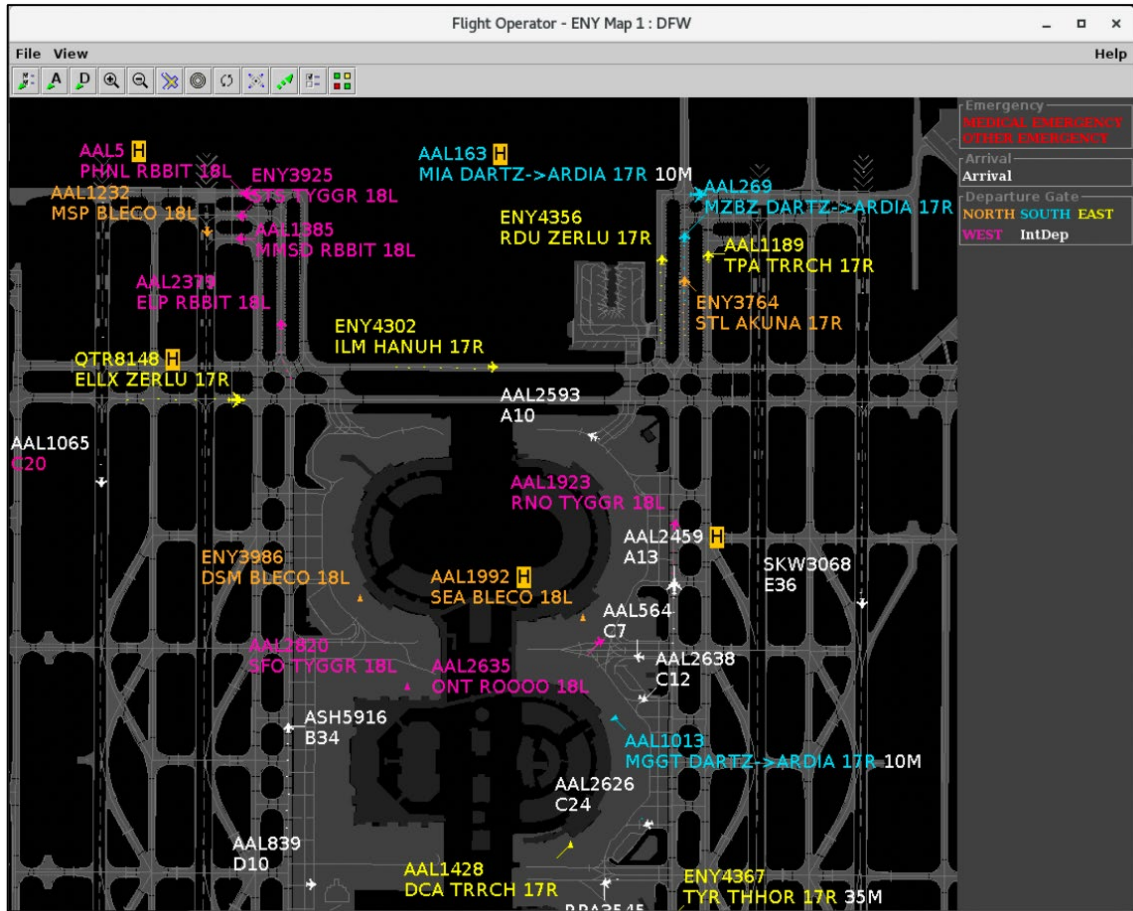 Flight Operator - ENY Map 1 : DFW
File View Help
A D
Emergency
MEDICAL EMERGENCY
OTHER EMERGENCY
Arrival
Arrival
Departure Gate
NORTH SOUTH EAST
WEST IntDep
AAL5 H
PHNL RBBIT 18L
ENY3925
STS TYGGR 18L
AAL1232
MSP BLECO 18L
AAL1385
MMSD RBBIT 18L
AAL2379
ELP RBBIT 18L
AAL163 H
MIA DARTZ->ARDIA 17R 10M
AAL269
MZBZ DARTZ->ARDIA 17R
ENY4356
RDU ZERLU 17R
AAL1189
TPA TRRCH 17R
ENY3764
STL AKUNA 17R
ENY4302
ILM HANUH 17R
QTR8148 H
ELLX ZERLU 17R
AAL2593
A10
AAL1065
C20
AAL1923
RNO TYGGR 18L
AAL2459 H
A13
SKW3068
E36
ENY3986
DSM BLECO 18L
AAL1992 H
SEA BLECO 18L
AAL564
C7
AAL2820
SFO TYGGR 18L
AAL2635
ONT ROOOO 18L
AAL2638
C12
ASH5916
B34
AAL1013
MGGT DARTZ->ARDIA 17R 10M
AAL2626
C24
AAL839
D10
AAL1428
DCA TRRCH 17R
ENY4367
TYR THHOR 17R 35M